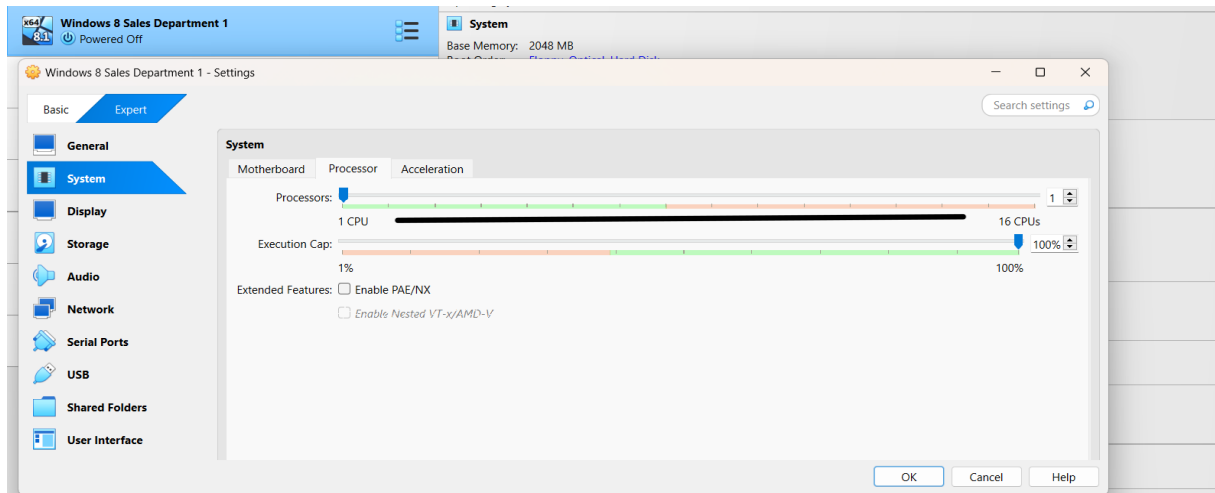 Windows 8 Sales Department 1
Powered Off
x64
8.1
System
Base Memory: 2048 MB
Windows 8 Sales Department 1 - Settings
Basic
Expert
Search settings
General
System
Display
Storage
Audio
Network
Serial Ports
USB
Shared Folders
User Interface
System
Motherboard Processor Acceleration
Processors: 1
1 CPU 16 CPUs
Execution Cap: 100%
1% 100%
Extended Features: Enable PAE/NX
Enable Nested VT-x/AMD-V
OK Cancel Help